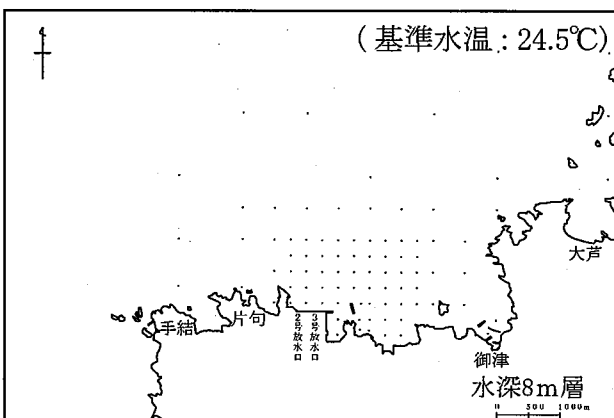 (基準水温:24.5℃)
大芦
手結
片句
2号放水口
3号放水口
御津
水深8m層
0 500 1000m